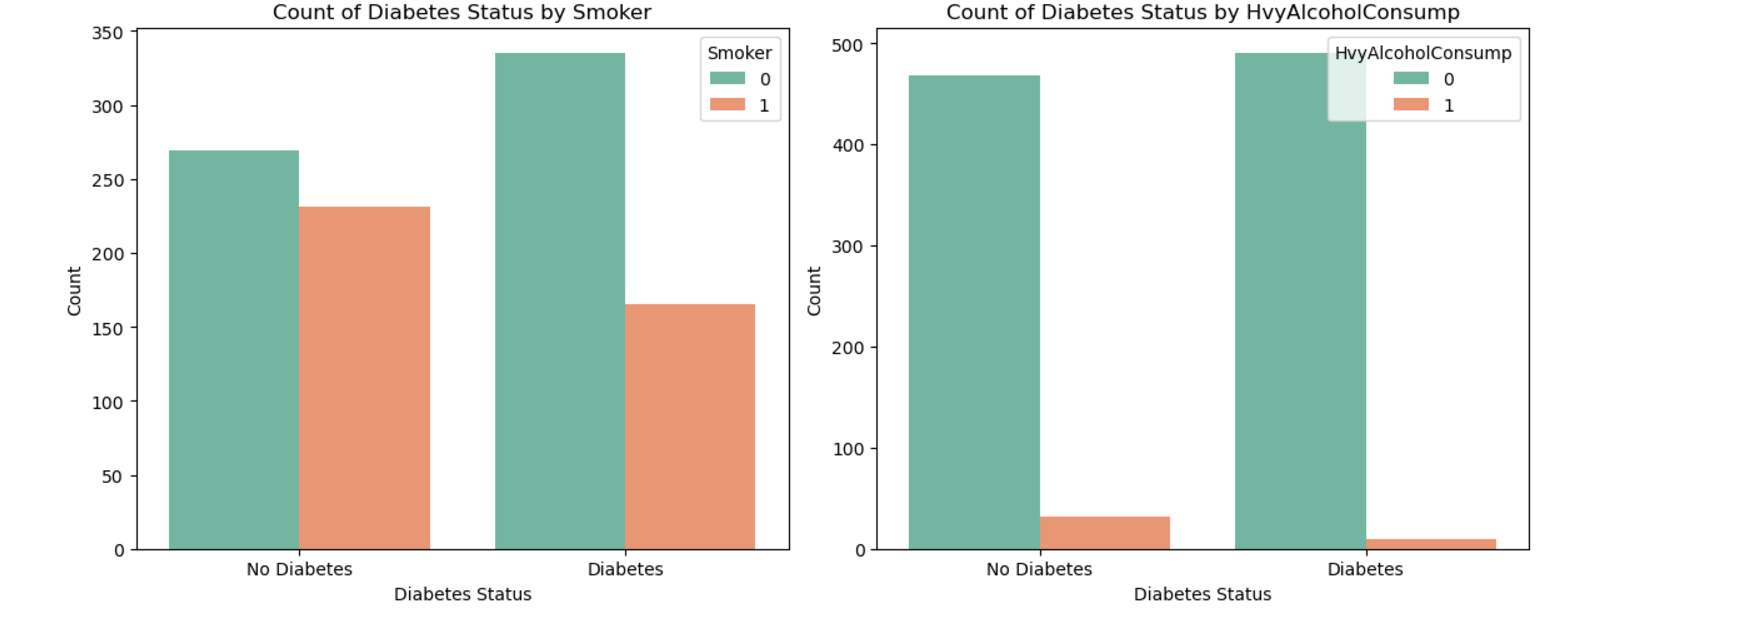 Count of Diabetes Status by Smoker
350
300
250
200
150
100
50
0
Count
Smoker
0
1
No Diabetes
Diabetes
Diabetes Status
Count of Diabetes Status by HvyAlcoholConsump
500
400
300
200
100
0
Count
HvyAlcoholConsump
0
1
No Diabetes
Diabetes
Diabetes Status